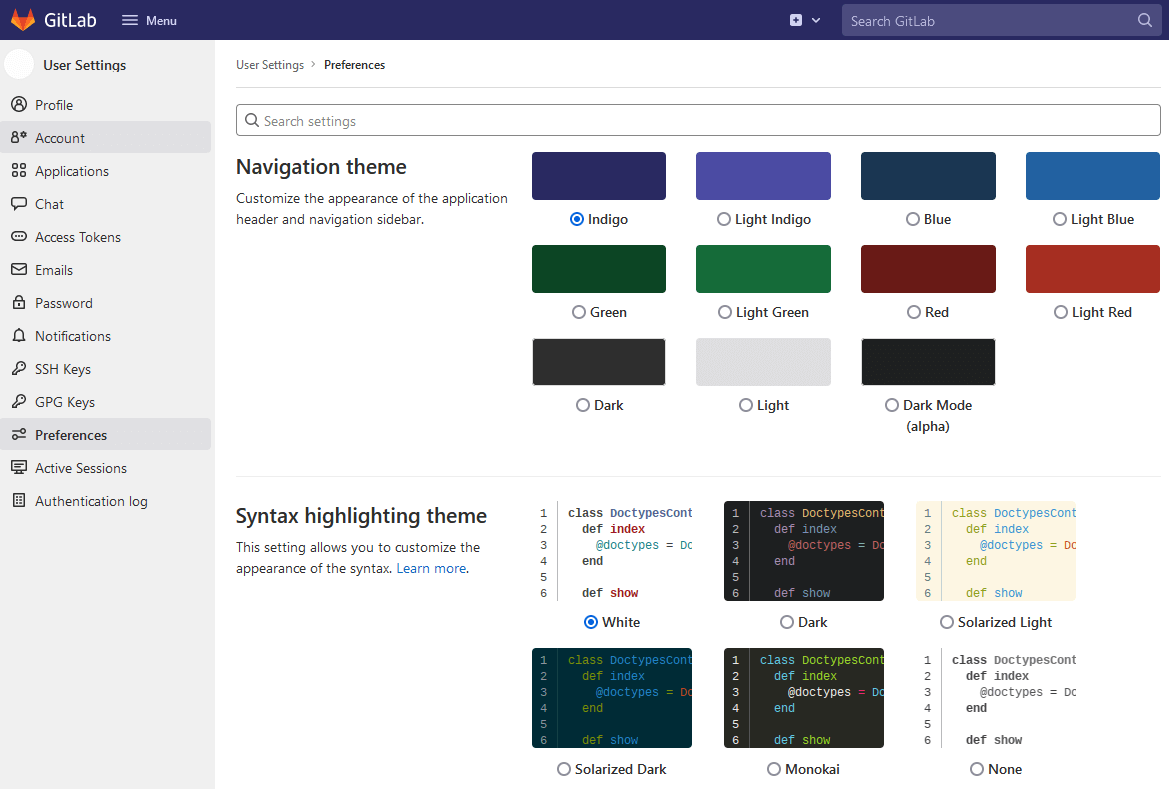 GitLab Menu Search GitLab
User Settings
Profile
Account
Applications
Chat
Access Tokens
Emails
Password
Notifications
SSH Keys
GPG Keys
Preferences
Active Sessions
Authentication log
User Settings › Preferences
Search settings
Navigation theme
Customize the appearance of the application
header and navigation sidebar.
Indigo
Light Indigo
Blue
Light Blue
Green
Light Green
Red
Light Red
Dark
Light
Dark Mode
(alpha)
Syntax highlighting theme
This setting allows you to customize the
appearance of the syntax. Learn more.
1 class DoctypesCont
2 def index
3 @doctypes = Do
4 end
5
6 def show
White
1 class DoctypesCont
2 def index
3 @doctypes = Do
4 end
5
6 def show
Dark
1 class DoctypesCont
2 def index
3 @doctypes = Do
4 end
5
6 def show
Solarized Light
1 class DoctypesCont
2 def index
3 @doctypes = Do
4 end
5
6 def show
Solarized Dark
1 class DoctypesCont
2 def index
3 @doctypes = Do
4 end
5
6 def show
Monokai
1 class DoctypesCont
2 def index
3 @doctypes = Do
4 end
5
6 def show
None